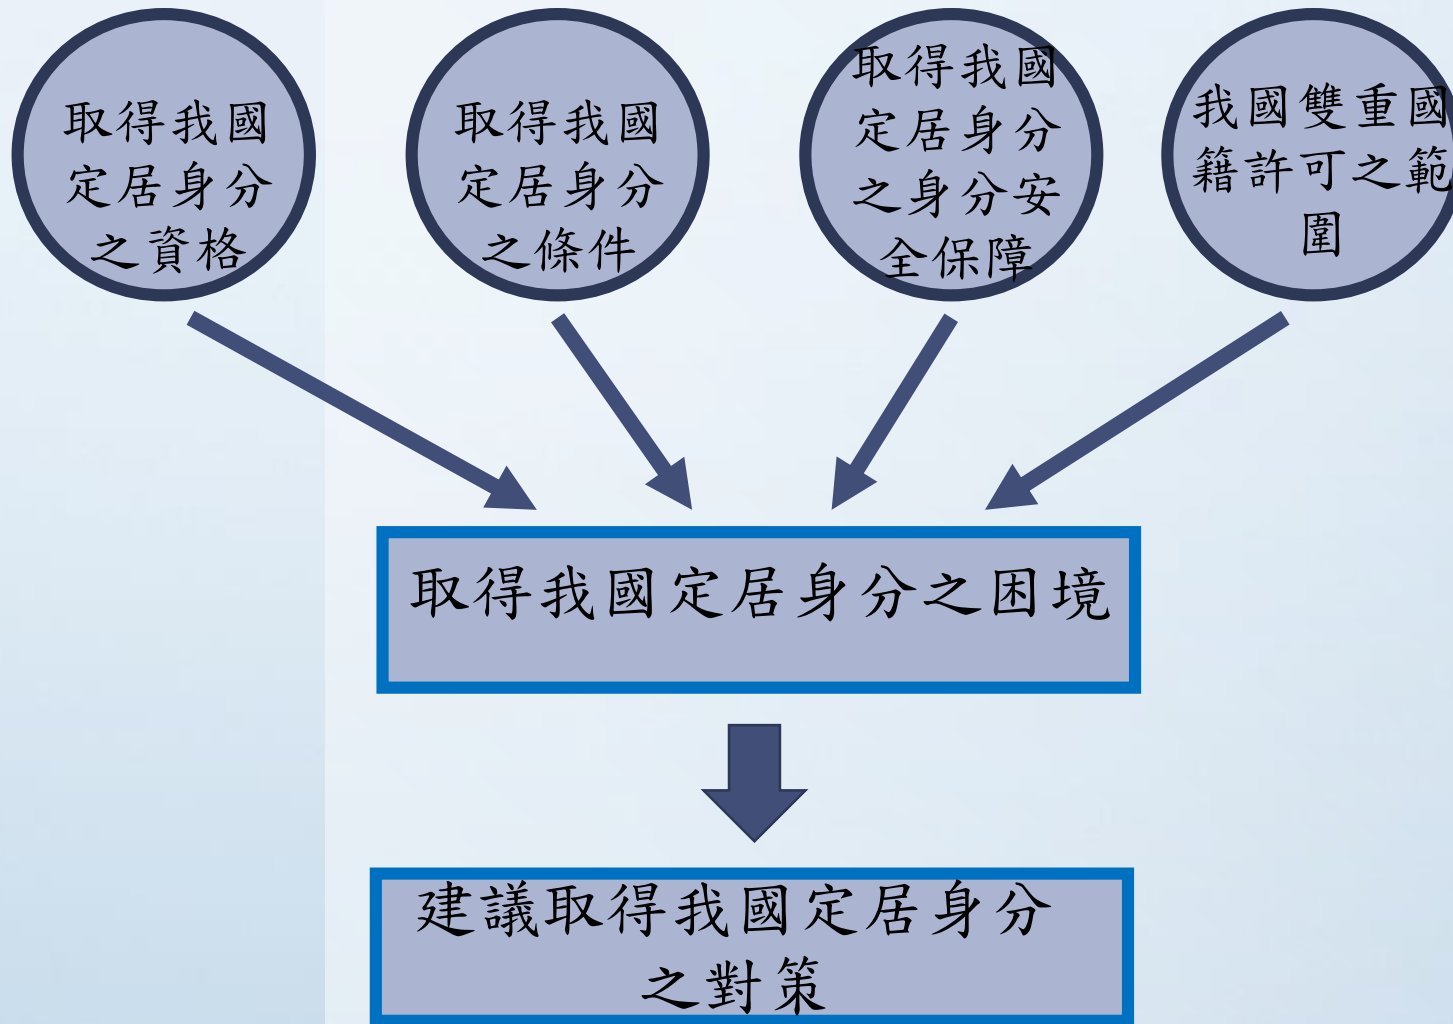 取得我國
定居身分
之資格
取得我國
定居身分
之條件
取得我國
定居身分
之身分安
全保障
我國雙重國
籍許可之範
圍
取得我國定居身分之困境
建議取得我國定居身分
之對策